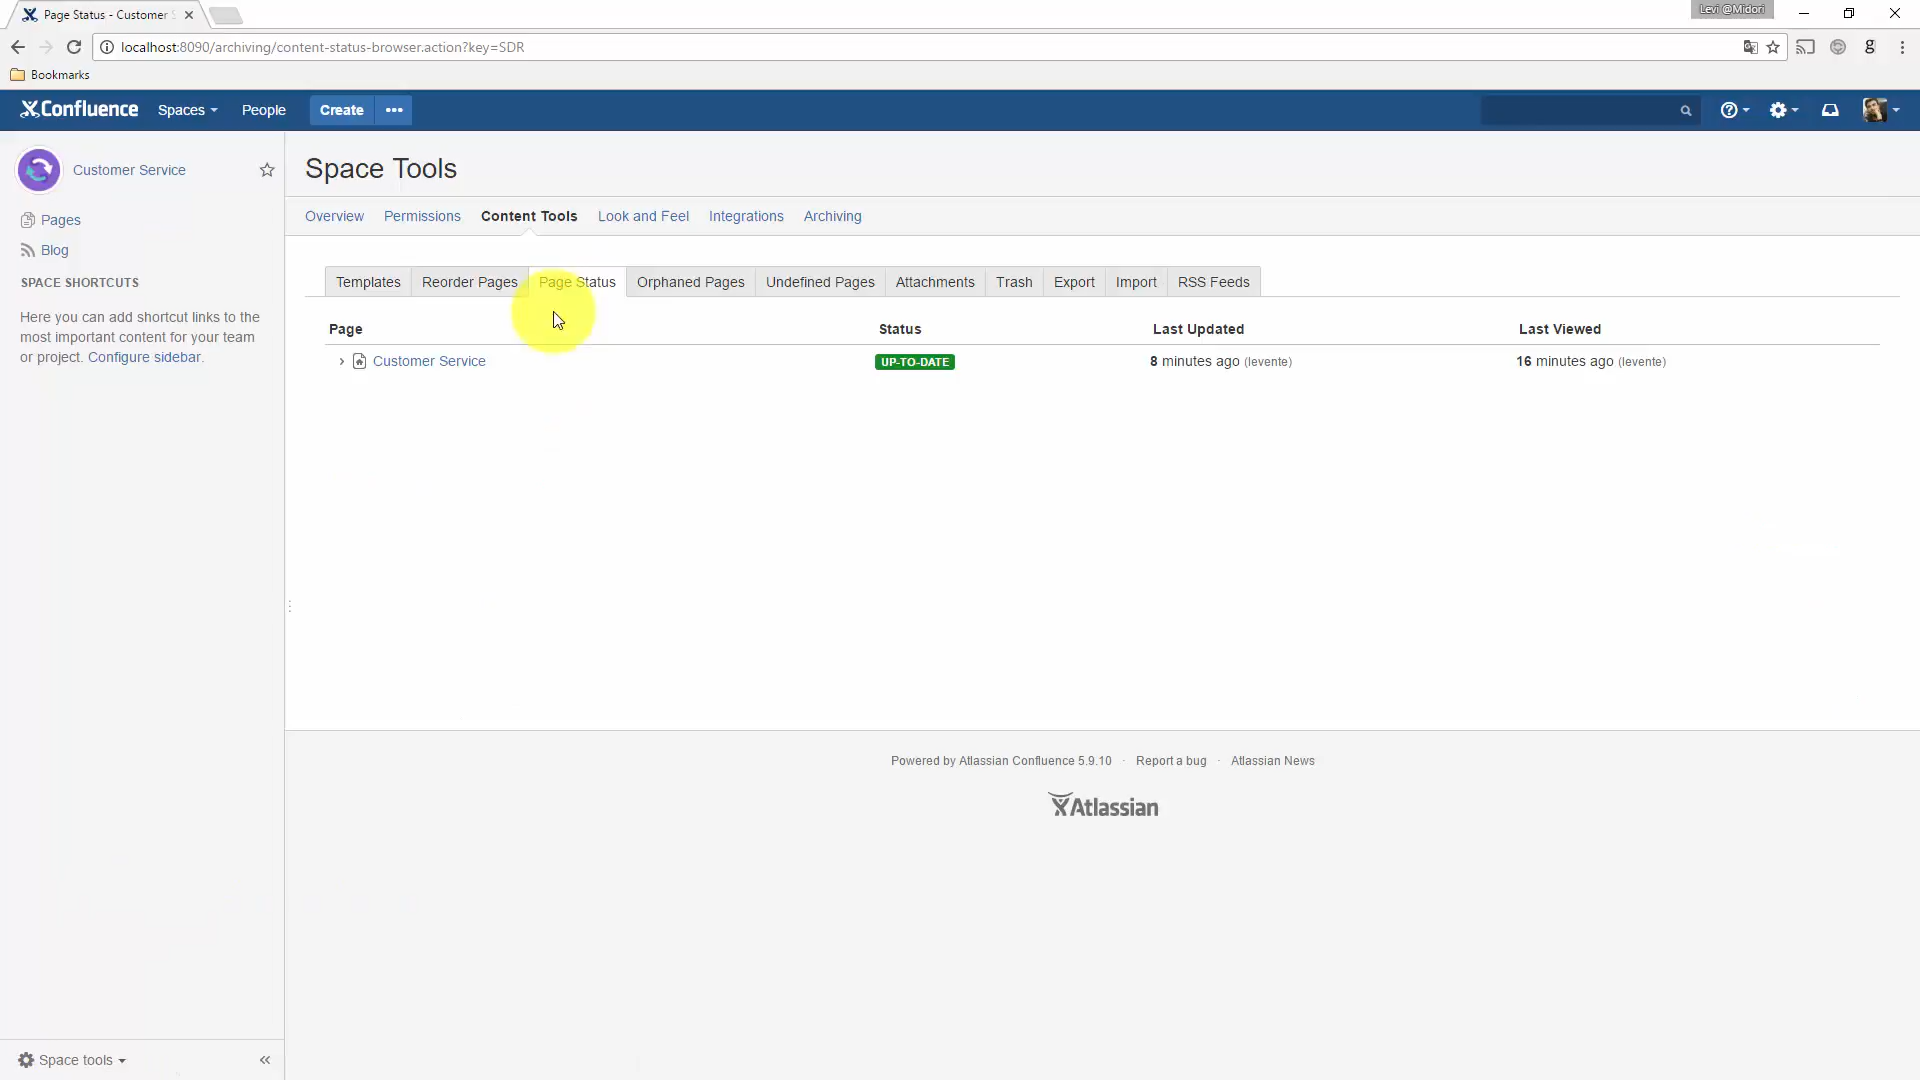 Page Status - Customer S
Levi @Midori
localhost:8090/archiving/content-status-browser.action?key=SDR
g
Bookmarks
Confluence
Spaces
People
Create
Customer Service
Pages
Blog
SPACE SHORTCUTS
Here you can add shortcut links to the
most important content for your team
or project. Configure sidebar.
Space Tools
Overview
Permissions
Content Tools
Look and Feel
Integrations
Archiving
Templates
Reorder Pages
Page Status
Orphaned Pages
Undefined Pages
Attachments
Trash
Export
Import
RSS Feeds
Page
Status
Last Updated
Last Viewed
Customer Service
UP-TO-DATE
8 minutes ago (levente)
16 minutes ago (levente)
Powered by Atlassian Confluence 5.9.10 · Report a bug · Atlassian News
Atlassian
Space tools